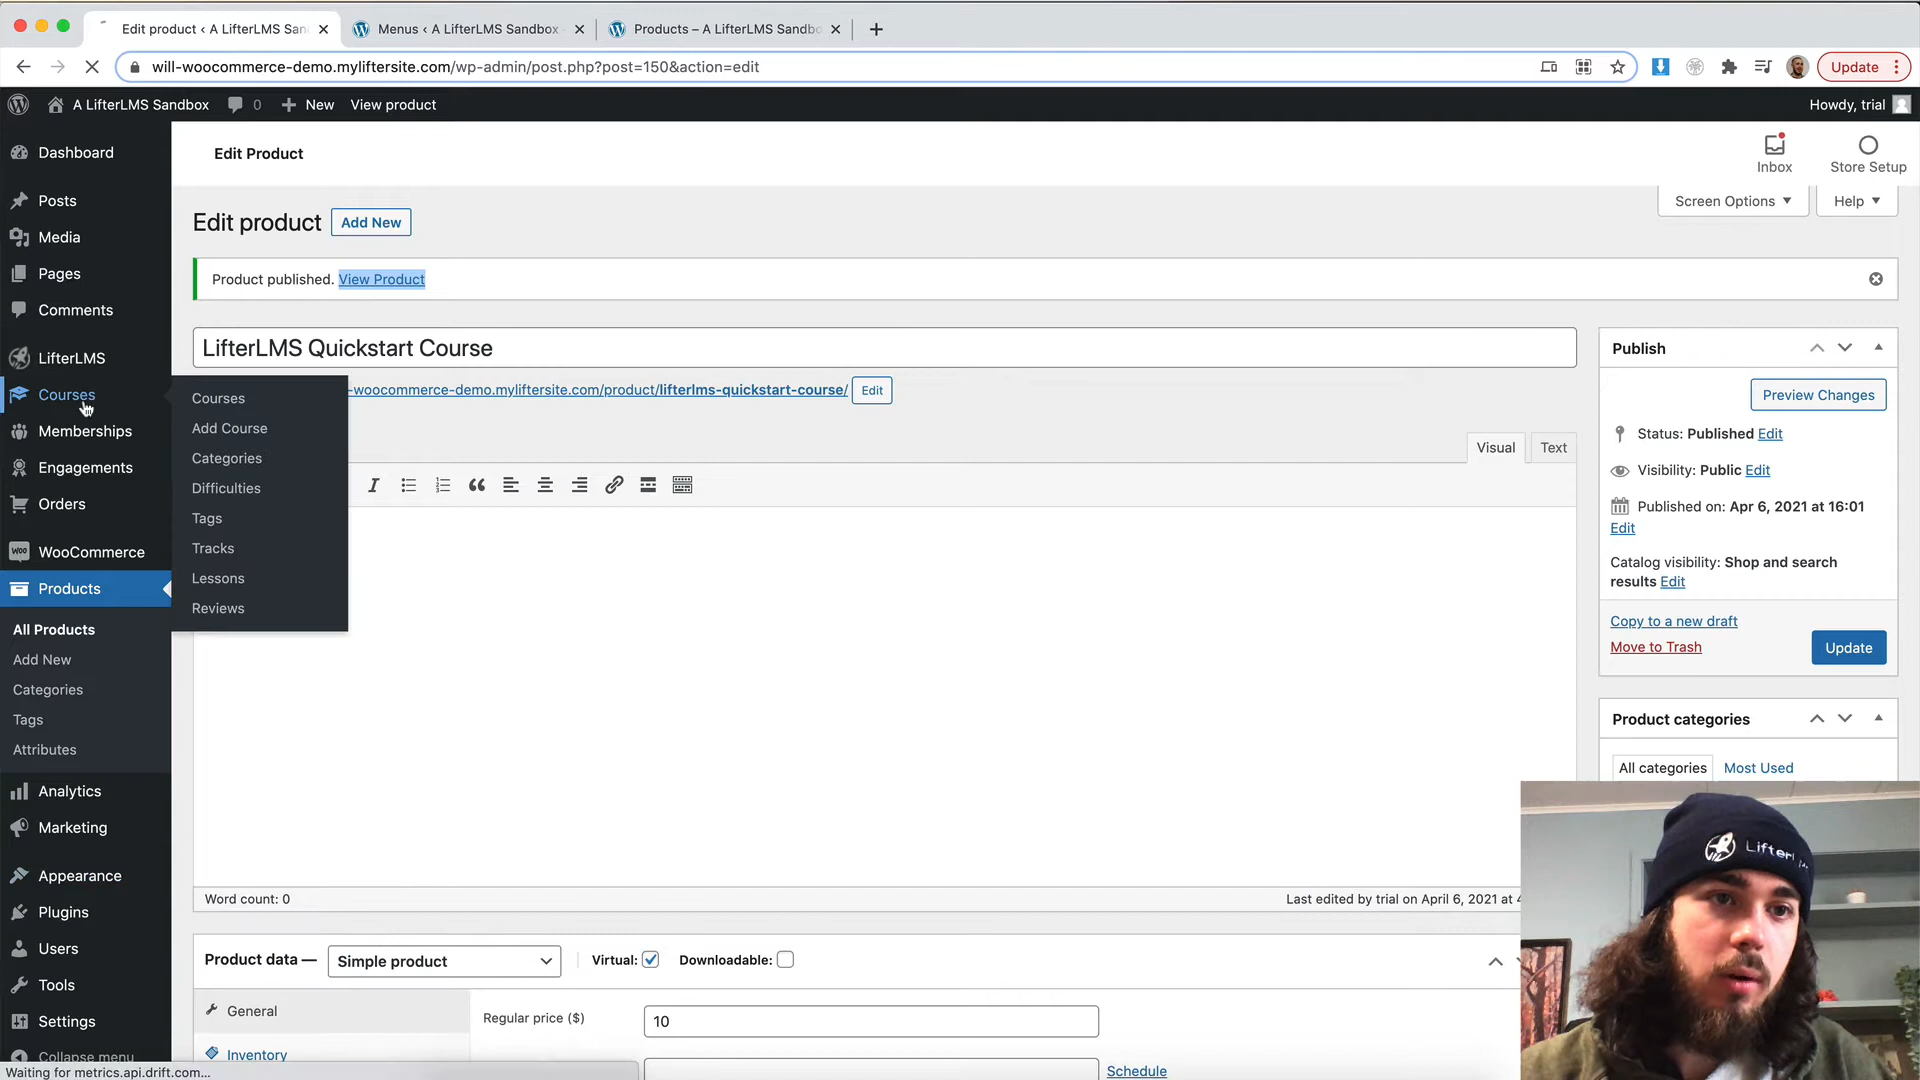 Edit product ‹ A LifterLMS San
Menus ‹ A LifterLMS Sandbox
Products – A LifterLMS Sandbo
will-woocommerce-demo.myliftersite.com/wp-admin/post.php?post=150&action=edit
Update
A LifterLMS Sandbox
0
New
View product
Howdy, trial
Dashboard
Posts
Media
Pages
Comments
LifterLMS
Courses
Memberships
Engagements
Orders
WooCommerce
Products
All Products
Add New
Categories
Tags
Attributes
Analytics
Marketing
Appearance
Plugins
Users
Tools
Settings
Collapse menu
Courses
Add Course
Categories
Difficulties
Tags
Tracks
Lessons
Reviews
Edit Product
Inbox
Store Setup
Screen Options
Help
Edit product
Add New
Product published. View Product
LifterLMS Quickstart Course
-woocommerce-demo.myliftersite.com/product/lifterlms-quickstart-course/
Edit
Visual
Text
Word count: 0
Last edited by trial on April 6, 2021 at 4
Product data —
Simple product
Virtual:
Downloadable:
General
Regular price ($)
10
Inventory
Schedule
Publish
Preview Changes
Status: Published Edit
Visibility: Public Edit
Published on: Apr 6, 2021 at 16:01
Edit
Catalog visibility: Shop and search
results Edit
Copy to a new draft
Move to Trash
Update
Product categories
All categories
Most Used
Waiting for metrics.api.drift.com...